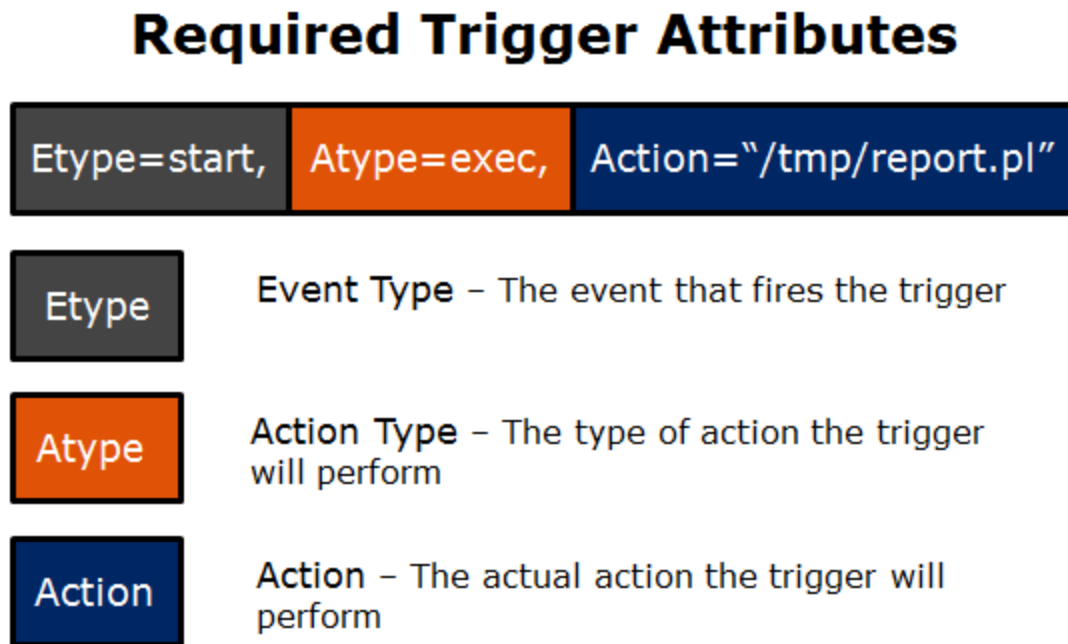 Required Trigger Attributes
Etype=start, Atype=exec, Action=“/tmp/report.pl”
Etype Event Type – The event that fires the trigger
Atype Action Type – The type of action the trigger
will perform
Action Action – The actual action the trigger will
perform